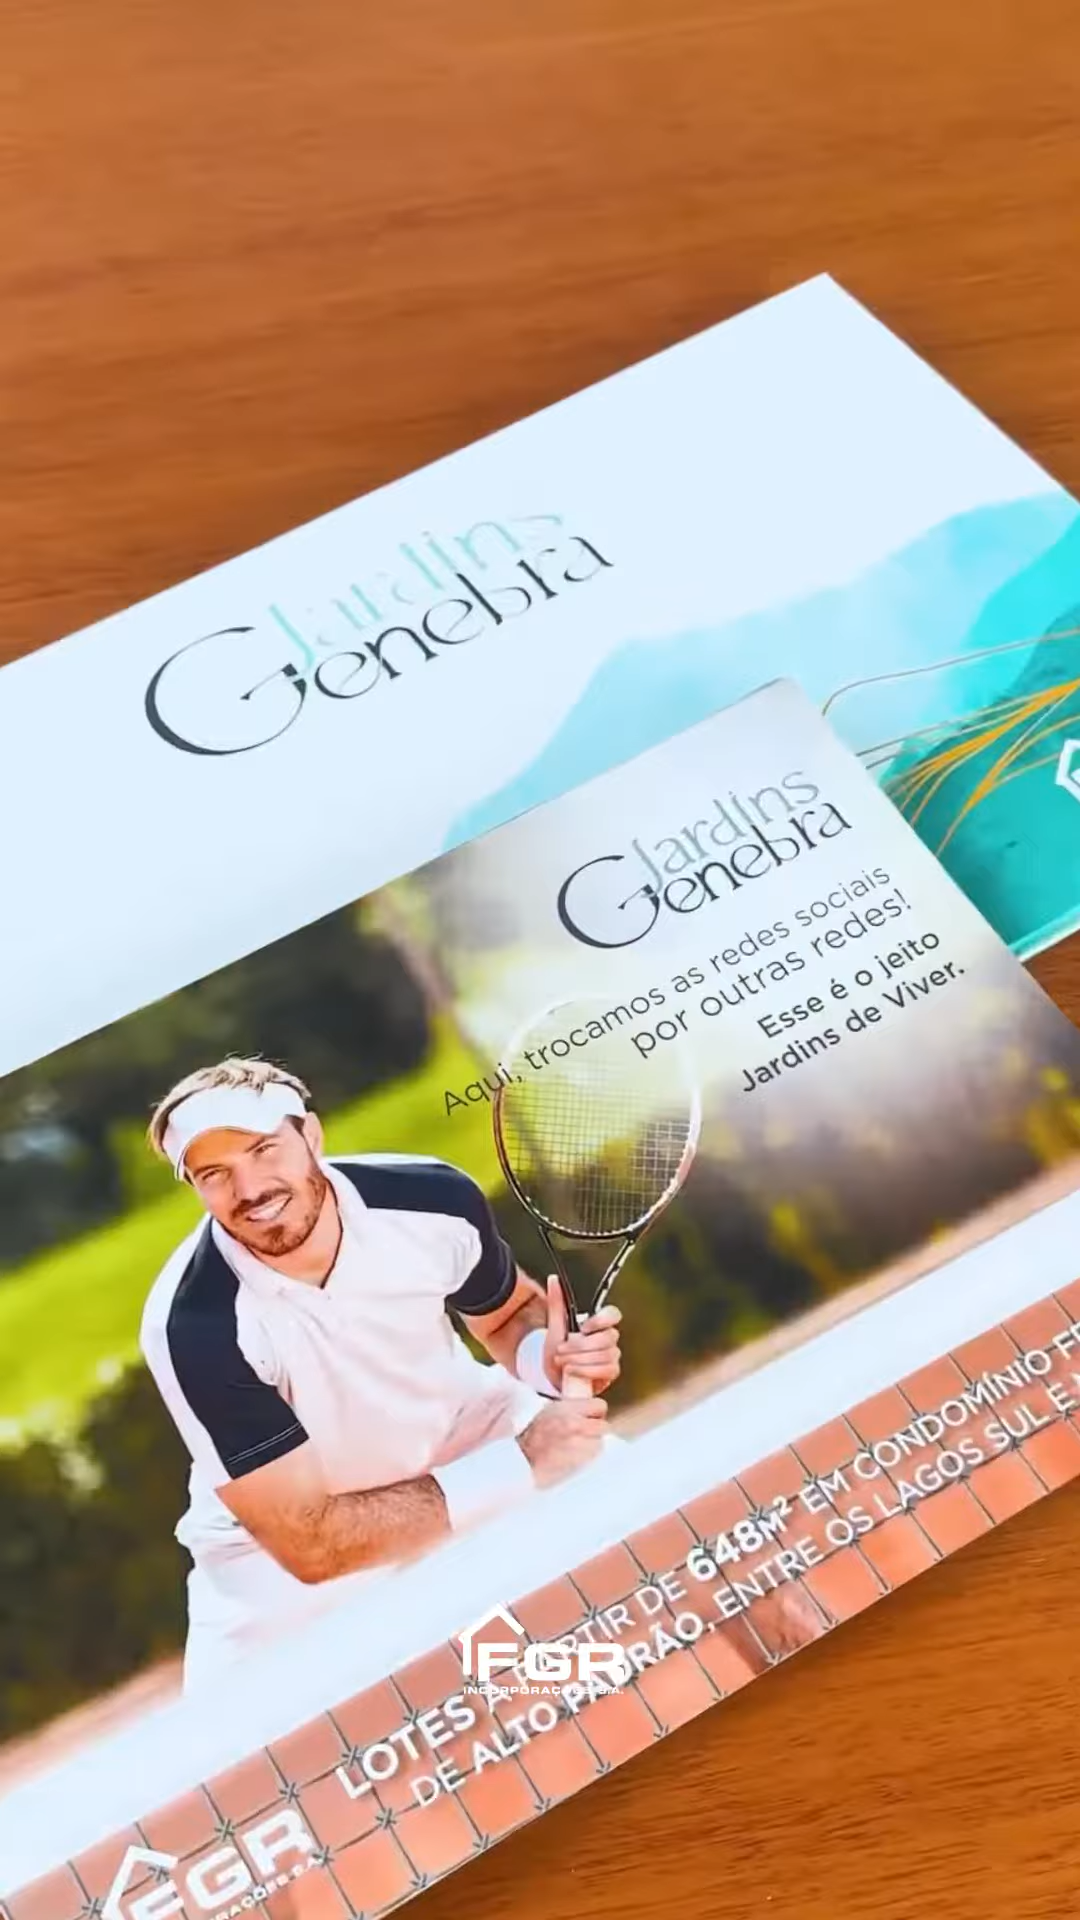 Jardins
Genebra
Jardins
Genebra
Aqui, trocamos as redes sociais
por outras redes!
Esse é o jeito
Jardins de Viver.
LOTES A PARTIR DE 648M² EM CONDOMÍNIO
DE ALTO PADRÃO, ENTRE OS LAGOS SUL E
FGR
INCORPORAÇÕES S.A.
FGR